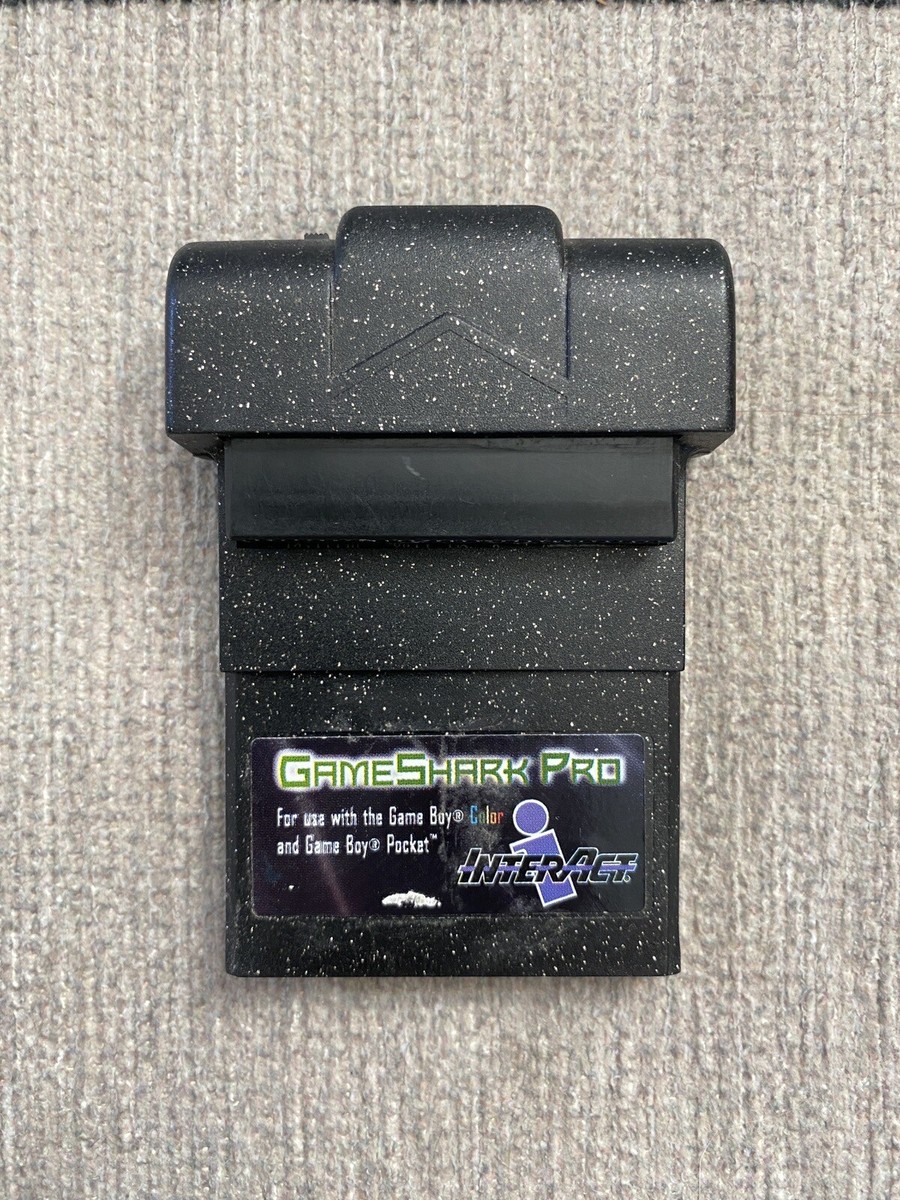 GAMESHARK PRO
For use with the Game Boy® Color
and Game Boy® Pocket™
INTERACT.